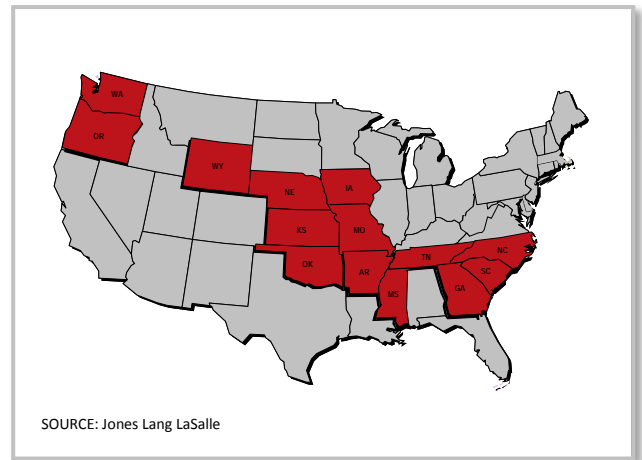 WA
OR
WY
NE
IA
KS
MO
OK
AR
TN
NC
SC
MS
GA
SOURCE: Jones Lang LaSalle